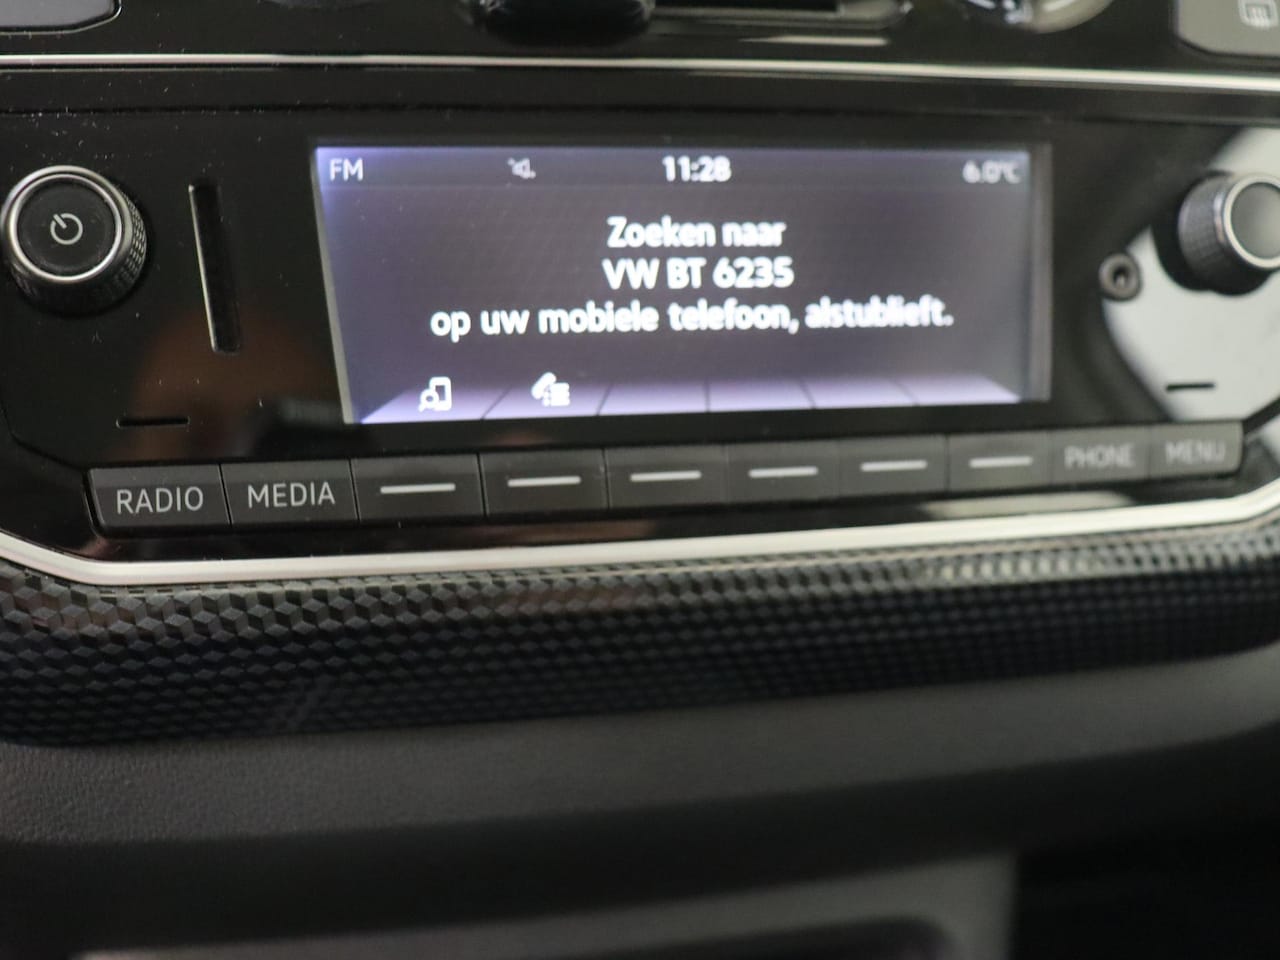 FM 11:28 6.0°C
Zoeken naar
VW BT 6235
op uw mobiele telefoon, alstublieft.
RADIO MEDIA PHONE MENU